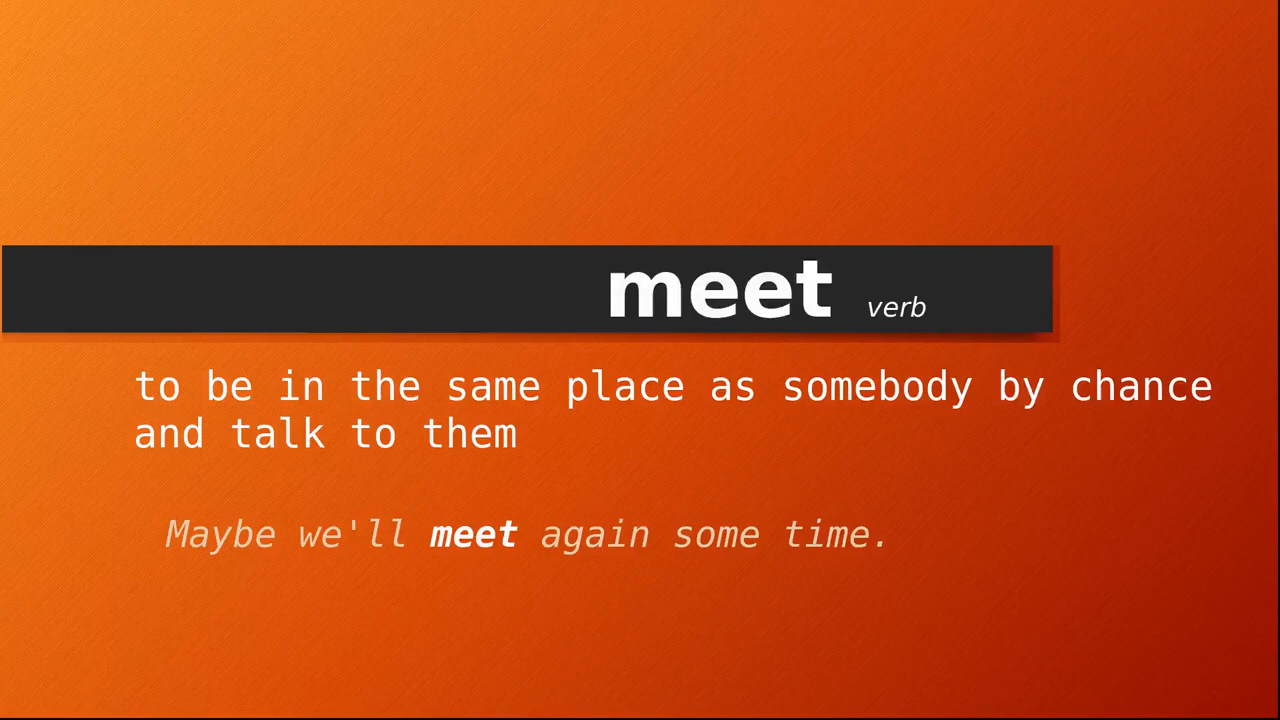 meet verb
to be in the same place as somebody by chance
and talk to them
Maybe we'll meet again some time.